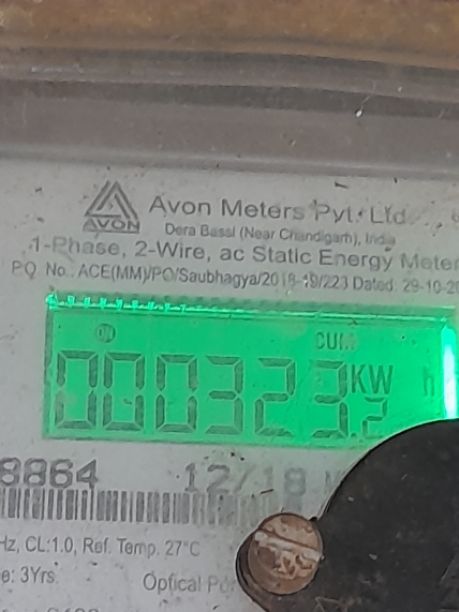 AVON
Avon Meters Pvt. Ltd.
Dera Bassi (Near Chandigarh), India
1-Phase, 2-Wire, ac Static Energy Meter
P.O. No.: ACE(MM)/PO/Saubhagya/2018-19/223 Dated: 29-10-20
ON CUM
000323.2 KW h
8864 12/18
Hz, CL:1.0, Ref. Temp. 27°C
e: 3Yrs. Optical